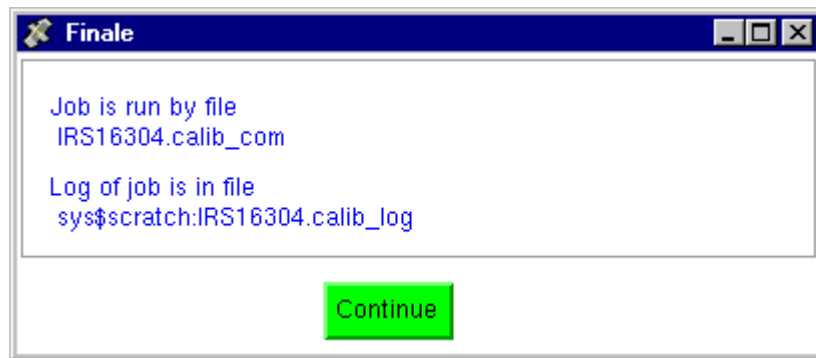 Finale
Job is run by file
IRS16304.calib_com
Log of job is in file
sys$scratch:IRS16304.calib_log
Continue